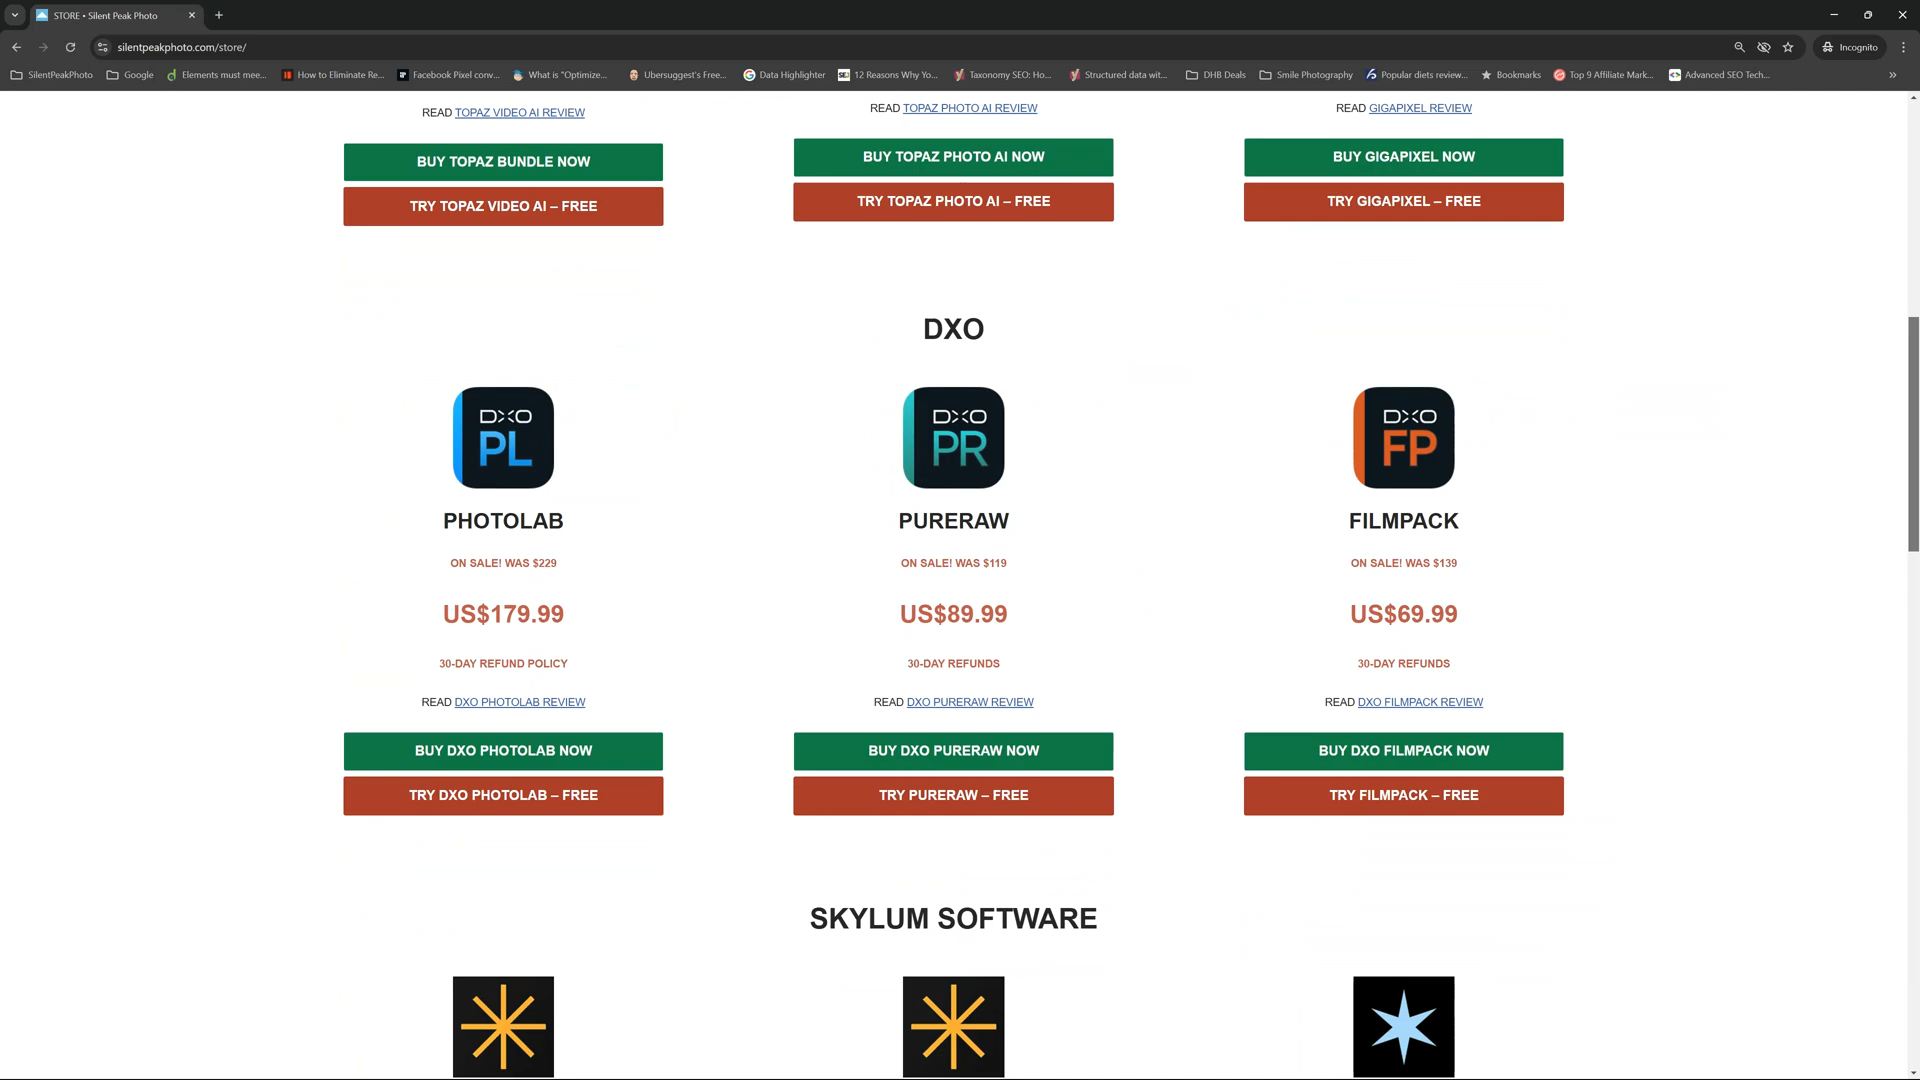 STORE • Silent Peak Photo
silentpeakphoto.com/store/
Incognito
SilentPeakPhoto
Google
Elements must mee...
How to Eliminate Re...
Facebook Pixel conv...
What is "Optimize...
Ubersuggest's Free...
Data Highlighter
12 Reasons Why Yo...
Taxonomy SEO: Ho...
Structured data wit...
DHB Deals
Smile Photography
Popular diets review...
Bookmarks
Top 9 Affiliate Mark...
Advanced SEO Tech...
READ TOPAZ VIDEO AI REVIEW
READ TOPAZ PHOTO AI REVIEW
READ GIGAPIXEL REVIEW
BUY TOPAZ BUNDLE NOW
BUY TOPAZ PHOTO AI NOW
BUY GIGAPIXEL NOW
TRY TOPAZ VIDEO AI – FREE
TRY TOPAZ PHOTO AI – FREE
TRY GIGAPIXEL – FREE
DXO
DXO
PL
DXO
PR
DXO
FP
PHOTOLAB
PURERAW
FILMPACK
ON SALE! WAS $229
ON SALE! WAS $119
ON SALE! WAS $139
US$179.99
US$89.99
US$69.99
30-DAY REFUND POLICY
30-DAY REFUNDS
30-DAY REFUNDS
READ DXO PHOTOLAB REVIEW
READ DXO PURERAW REVIEW
READ DXO FILMPACK REVIEW
BUY DXO PHOTOLAB NOW
BUY DXO PURERAW NOW
BUY DXO FILMPACK NOW
TRY DXO PHOTOLAB – FREE
TRY PURERAW – FREE
TRY FILMPACK – FREE
SKYLUM SOFTWARE